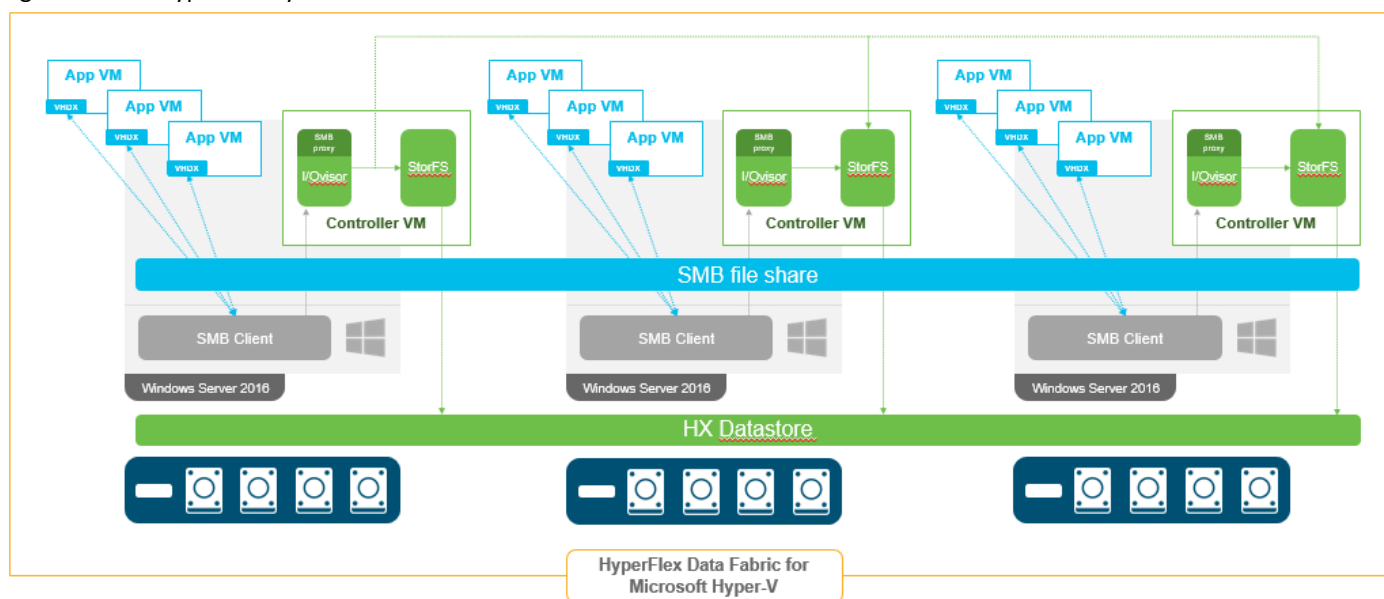 App VM
VHDX
App VM
VHDX
App VM
VHDX
SMB
proxy
I/Ovisor
StorFS
Controller VM
App VM
VHDX
App VM
VHDX
App VM
VHDX
SMB
proxy
I/Ovisor
StorFS
Controller VM
App VM
VHDX
App VM
VHDX
App VM
VHDX
SMB
proxy
I/Ovisor
StorFS
Controller VM
SMB file share
SMB Client
SMB Client
SMB Client
Windows Server 2016
Windows Server 2016
Windows Server 2016
HX Datastore
HyperFlex Data Fabric for
Microsoft Hyper-V